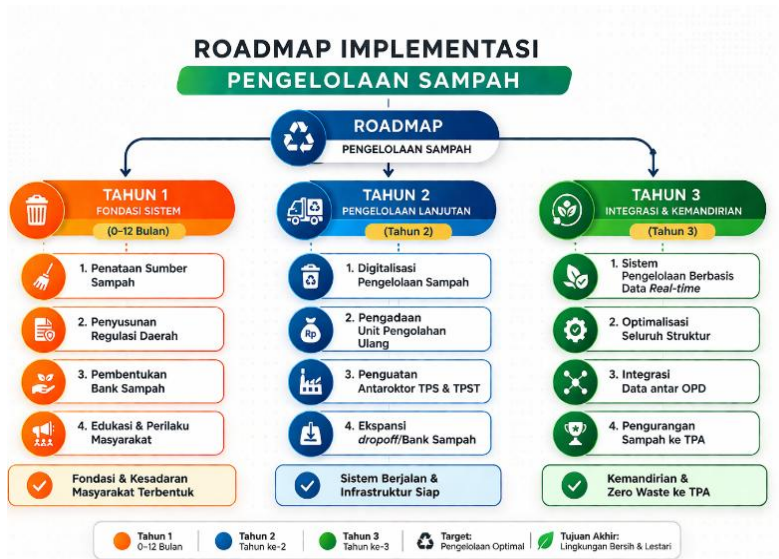 ROADMAP IMPLEMENTASI
PENGELOLAAN SAMPAH
ROADMAP
PENGELOLAAN SAMPAH
TAHUN 1
FONDASI SISTEM
(0-12 Bulan)
1. Penataan Sumber
Sampah
2. Penyusunan
Regulasi Daerah
3. Pembentukan
Bank Sampah
4. Edukasi & Perilaku
Masyarakat
Fondasi & Kesadaran
Masyarakat Terbentuk
TAHUN 2
PENGELOLAAN LANJUTAN
(Tahun 2)
1. Digitalisasi
Pengelolaan Sampah
2. Pengadaan
Unit Pengolahan
Ulang
Rp
3. Penguatan
Antaroktor TPS & TPST
4. Ekspansi
dropoff/Bank Sampah
Sistem Berjalan &
Infrastruktur Siap
TAHUN 3
INTEGRASI & KEMANDIRIAN
(Tahun 3)
1. Sistem
Pengelolaan Berbasis
Data Real-time
2. Optimalisasi
Seluruh Struktur
3. Integrasi
Data antar OPD
4. Pengurangan
Sampah ke TPA
Kemandirian &
Zero Waste ke TPA
Tahun 1
0-12 Bulan
Tahun 2
Tahun ke-2
Tahun 3
Tahun ke-3
Target:
Pengelolaan Optimal
Tujuan Akhir:
Lingkungan Bersih & Lestari